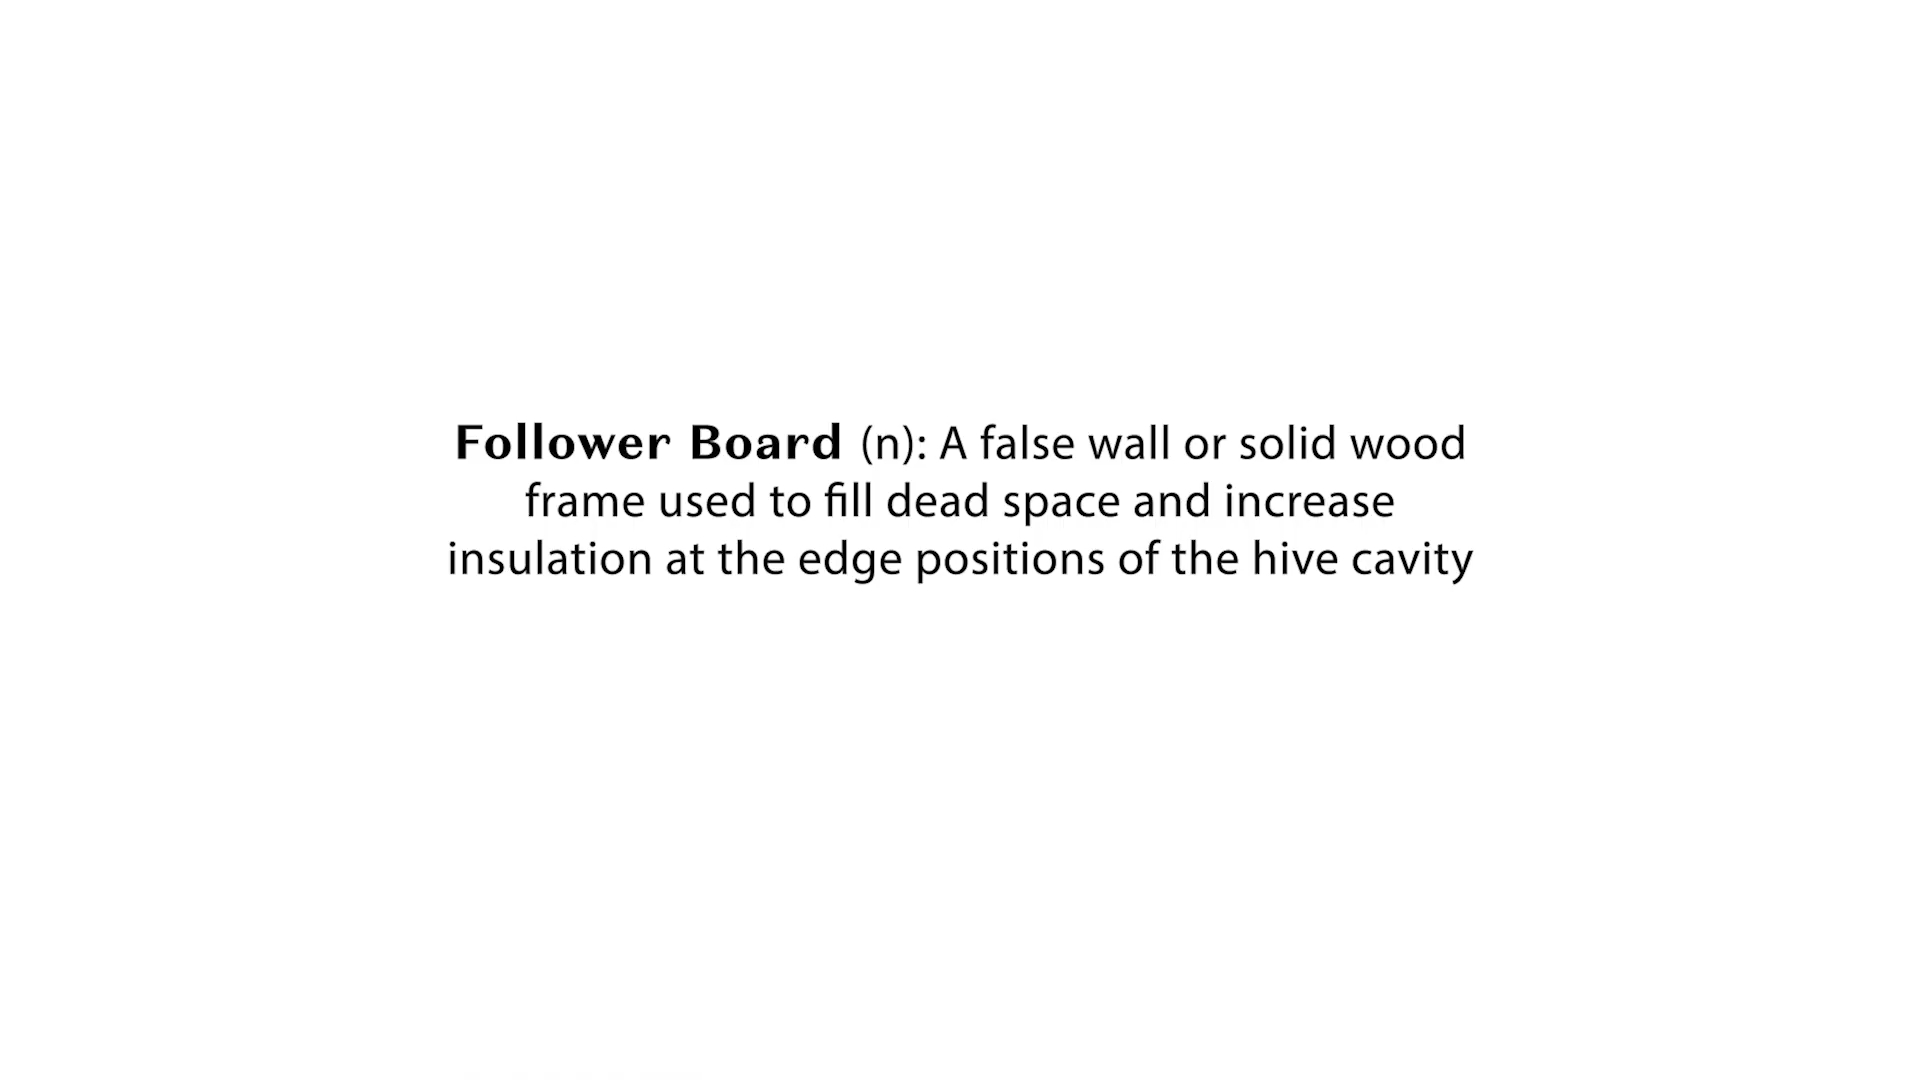 Follower Board (n): A false wall or solid wood
frame used to fill dead space and increase
insulation at the edge positions of the hive cavity